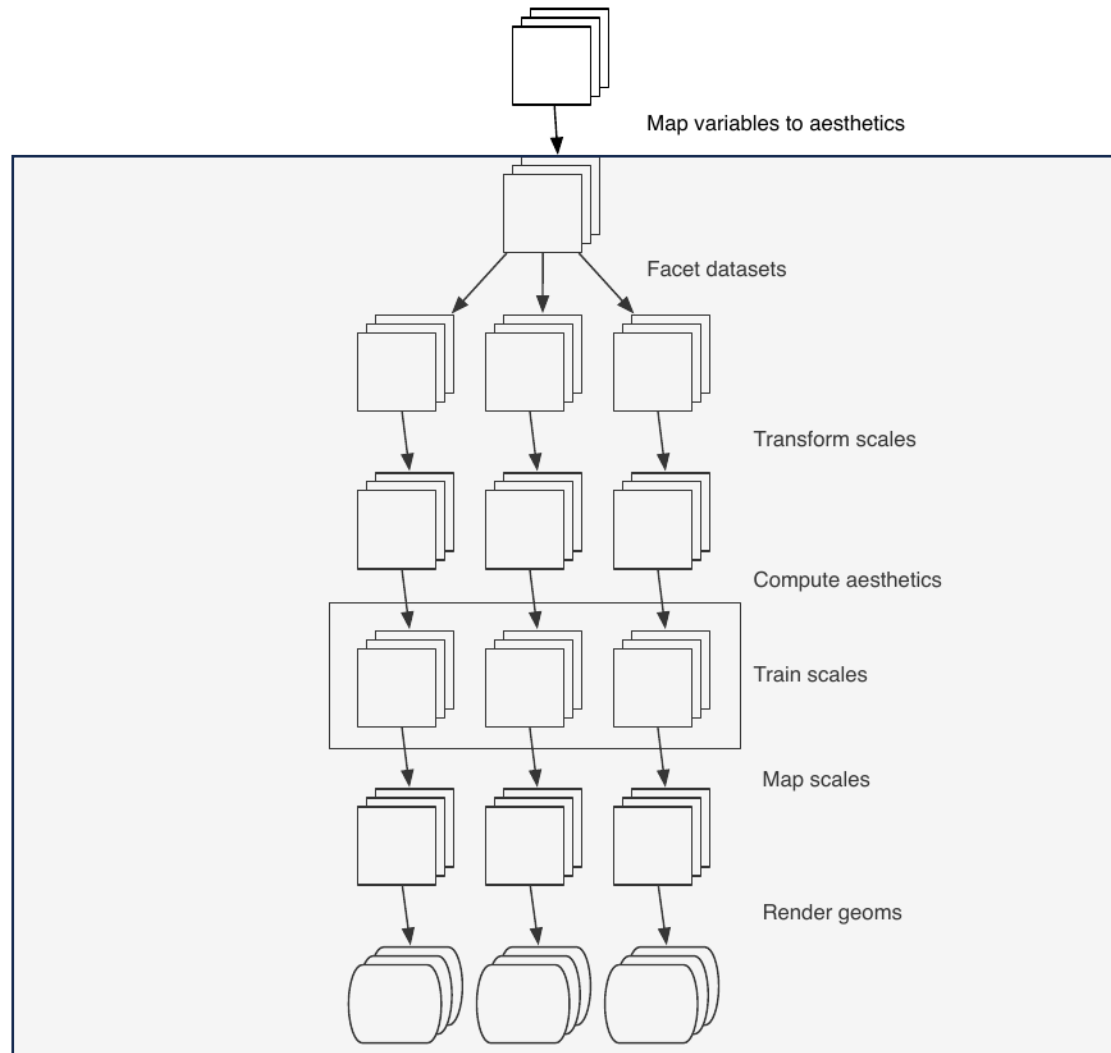 Map variables to aesthetics
Facet datasets
Transform scales
Compute aesthetics
Train scales
Map scales
Render geoms